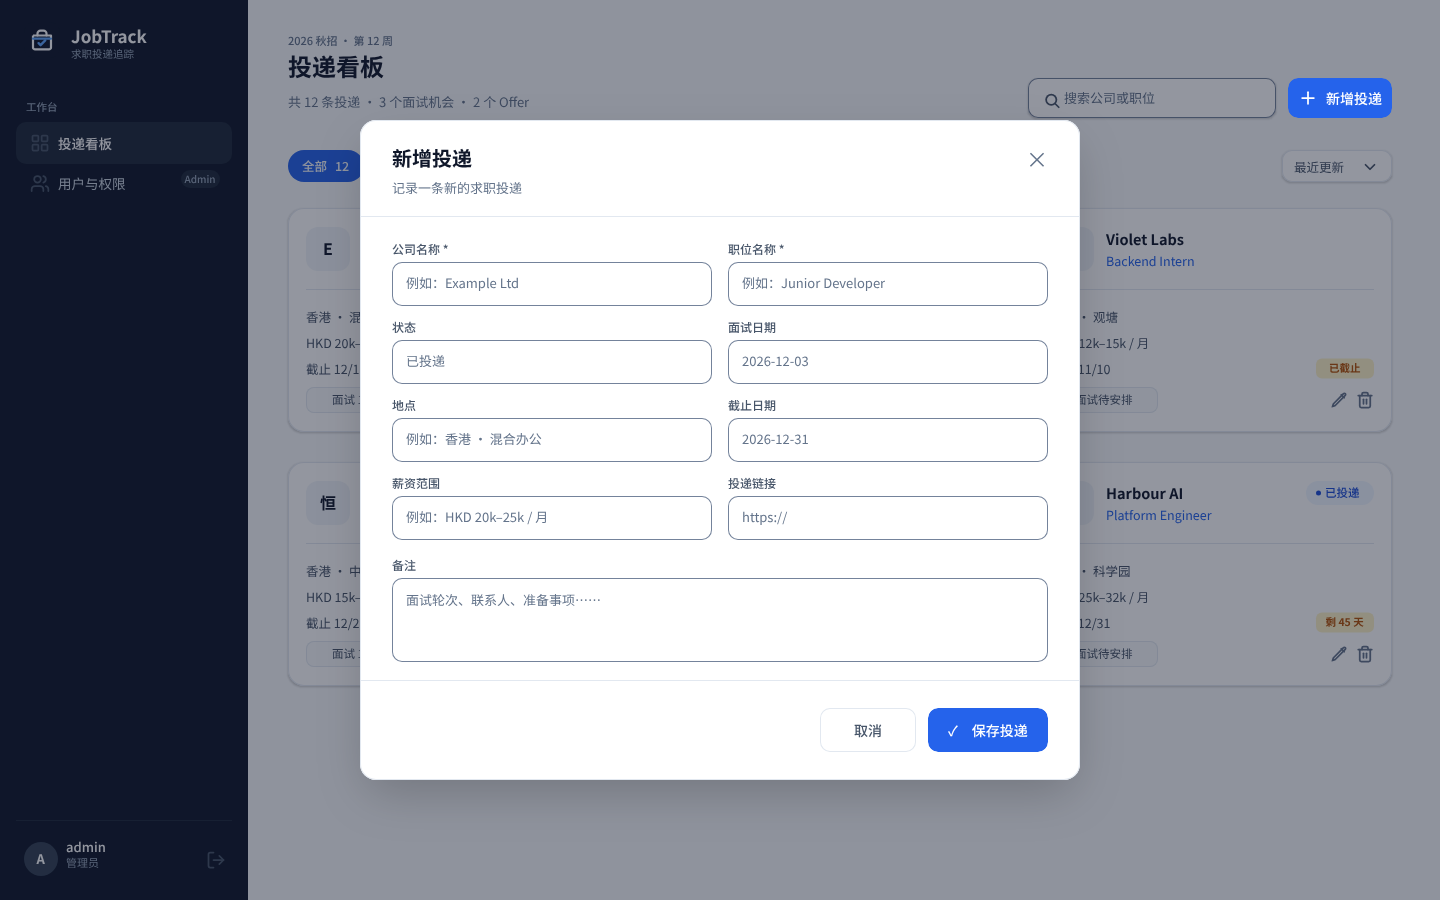 JobTrack
求职投递追踪
工作台
投递看板
用户与权限 Admin
A admin
管理员
2026 秋招 · 第 12 周
投递看板
共 12 条投递 · 3 个面试机会 · 2 个 Offer
搜索公司或职位
新增投递
全部 12
最近更新
E
香港 · 混
HKD 20k–
截止 12/1
面试
Violet Labs
Backend Intern
· 观塘
12k–15k / 月
11/10
已截止
面试待安排
恒
香港 · 中
HKD 15k–
截止 12/2
面试
Harbour AI
已投递
Platform Engineer
· 科学园
25k–32k / 月
12/31
剩 45 天
面试待安排
新增投递
记录一条新的求职投递
公司名称 *
例如：Example Ltd
职位名称 *
例如：Junior Developer
状态
已投递
面试日期
2026-12-03
地点
例如：香港 · 混合办公
截止日期
2026-12-31
薪资范围
例如：HKD 20k–25k / 月
投递链接
https://
备注
面试轮次、联系人、准备事项……
取消
✓ 保存投递